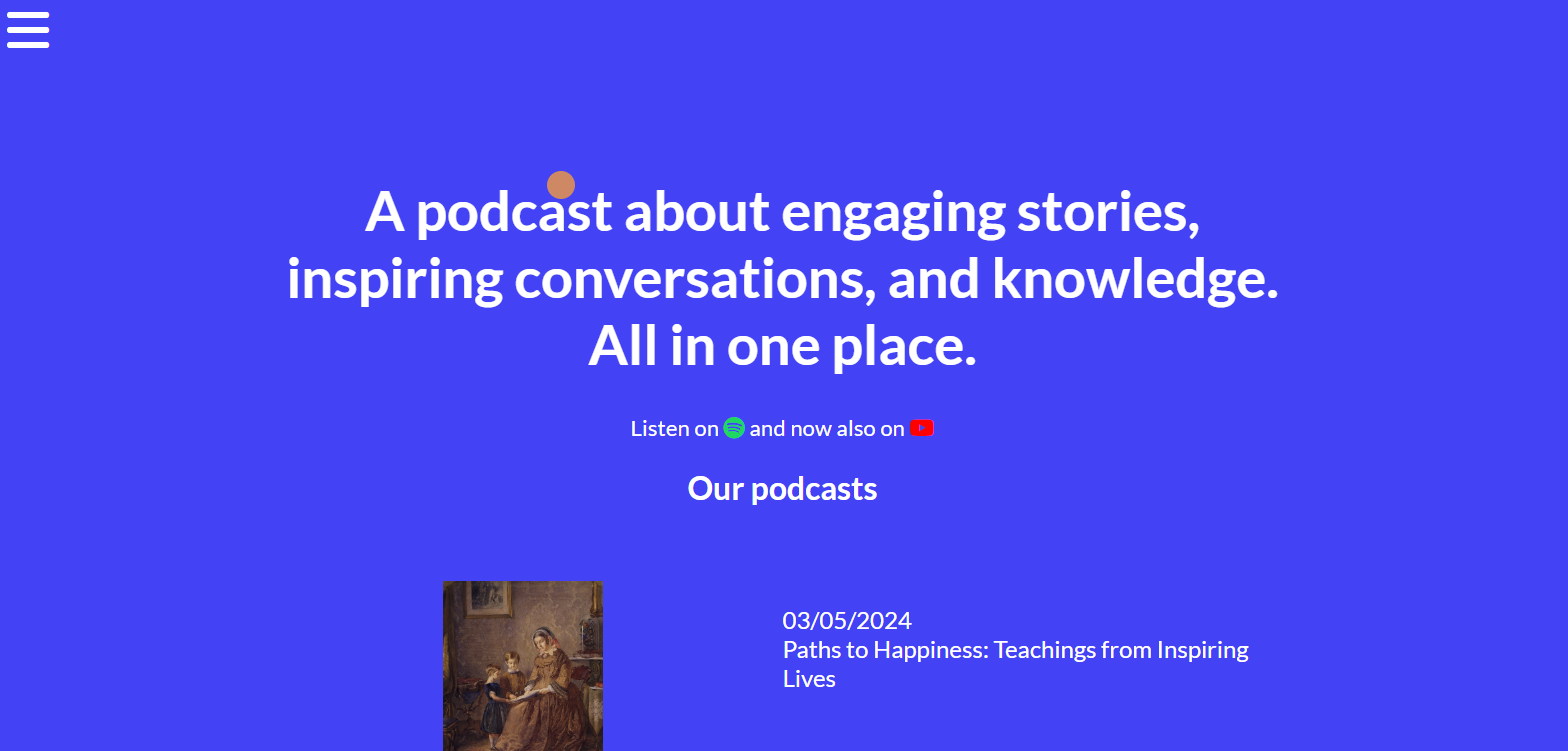 A podcast about engaging stories,
inspiring conversations, and knowledge.
All in one place.
Listen on and now also on
Our podcasts
03/05/2024
Paths to Happiness: Teachings from Inspiring
Lives